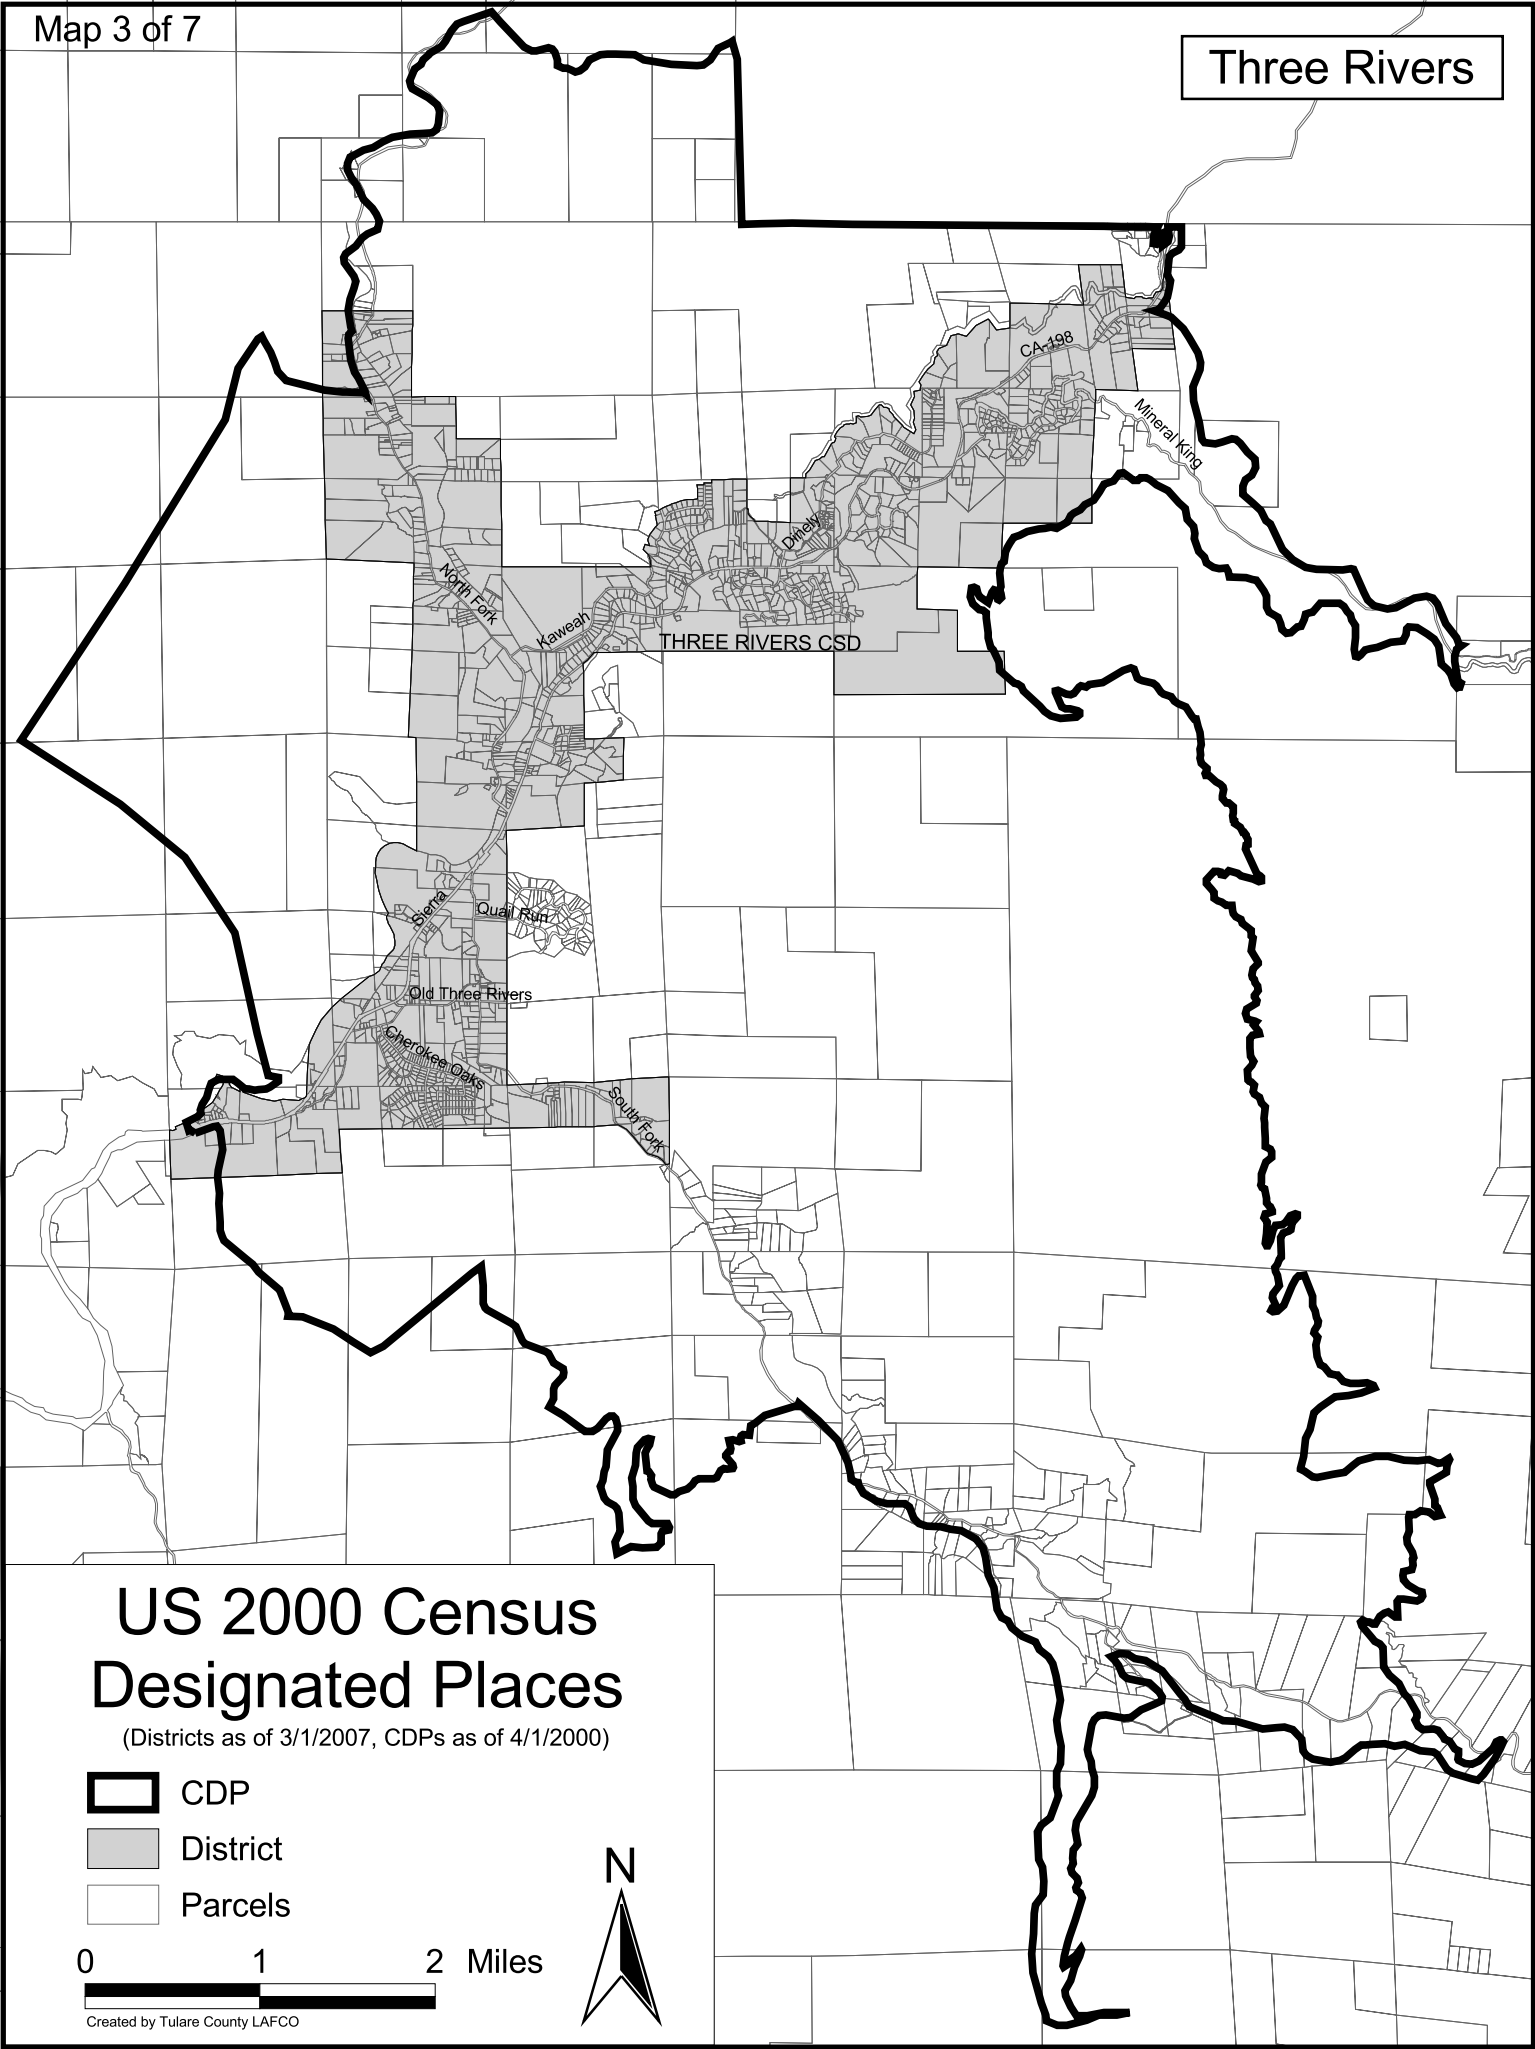 Map 3 of 7
Three Rivers
CA-198
Mineral King
Dinely
North Fork
Kaweah
THREE RIVERS CSD
Sierra
Quail Run
Old Three Rivers
Cherokee Oaks
South Fork
US 2000 Census
Designated Places
(Districts as of 3/1/2007, CDPs as of 4/1/2000)
CDP
District
Parcels
N
0 1 2 Miles
Created by Tulare County LAFCO